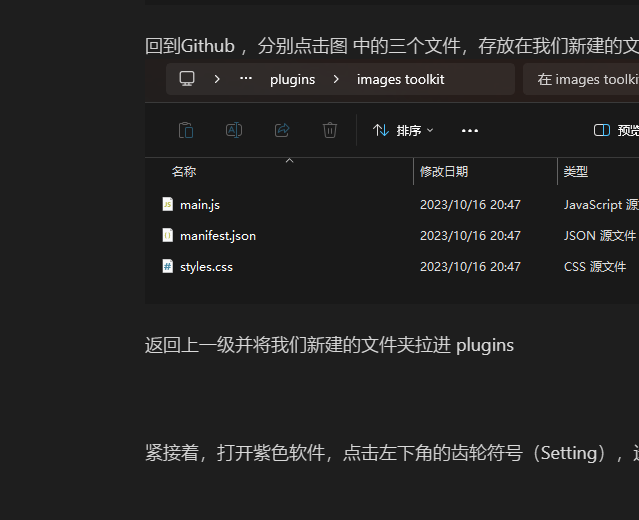 回到Github ，分别点击图 中的三个文件，存放在我们新建的文
··· plugins images toolkit 在 images toolki
排序 ··· 预览
名称 修改日期 类型
main.js 2023/10/16 20:47 JavaScript 源
manifest.json 2023/10/16 20:47 JSON 源文件
styles.css 2023/10/16 20:47 CSS 源文件
返回上一级并将我们新建的文件夹拉进 plugins
紧接着，打开紫色软件，点击左下角的齿轮符号（Setting），